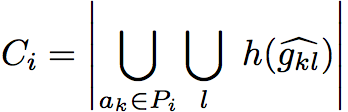 $C_i = \left| \bigcup_{a_k \in P_i} \bigcup_{l} h(\widehat{g_{kl}}) \right|$